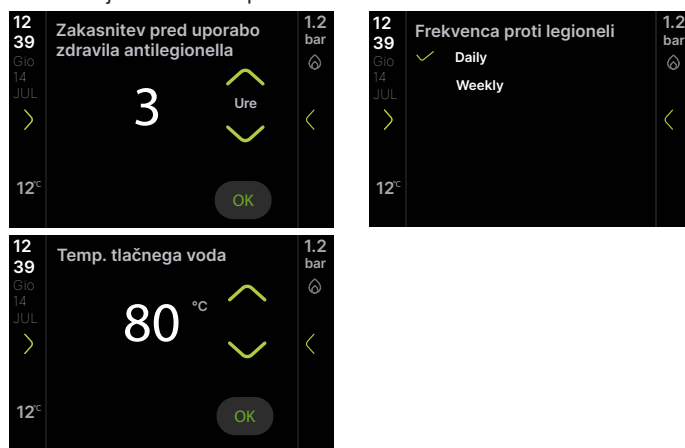 12
39
Gio
14
JUL
12°C
Zakasnitev pred uporabo
zdravila antilegionella
3
Ure
OK
1.2
bar
12
39
Gio
14
JUL
12°C
Frekvenca proti legioneli
Daily
Weekly
1.2
bar
12
39
Gio
14
JUL
12°C
Temp. tlačnega voda
80 °C
OK
1.2
bar